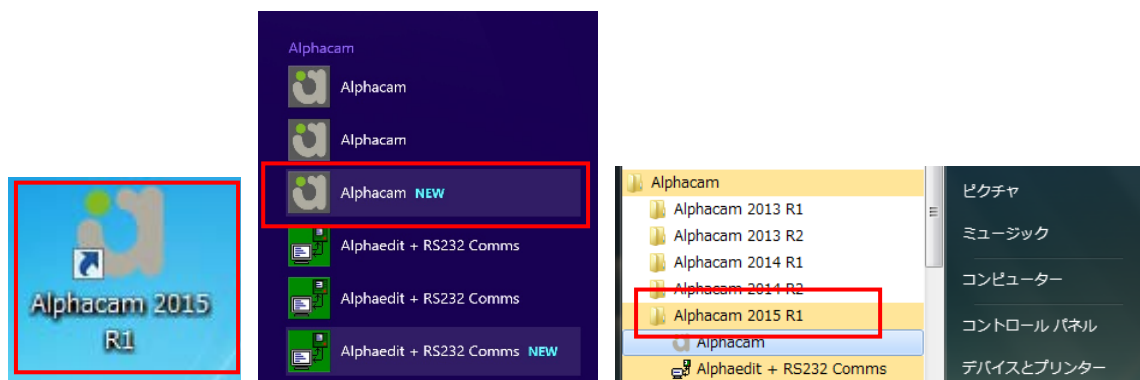 Alphacam 2015
R1
Alphacam
Alphacam
Alphacam
Alphacam NEW
Alphaedit + RS232 Comms
Alphaedit + RS232 Comms
Alphaedit + RS232 Comms NEW
Alphacam
Alphacam 2013 R1
Alphacam 2013 R2
Alphacam 2014 R1
Alphacam 2014 R2
Alphacam 2015 R1
Alphacam
Alphaedit + RS232 Comms
ピクチャ
ミュージック
コンピューター
コントロール パネル
デバイスとプリンター